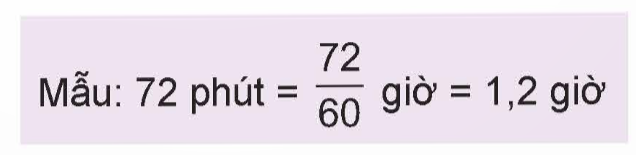 Mẫu: 72 phút = 72/60 giờ = 1,2 giờ